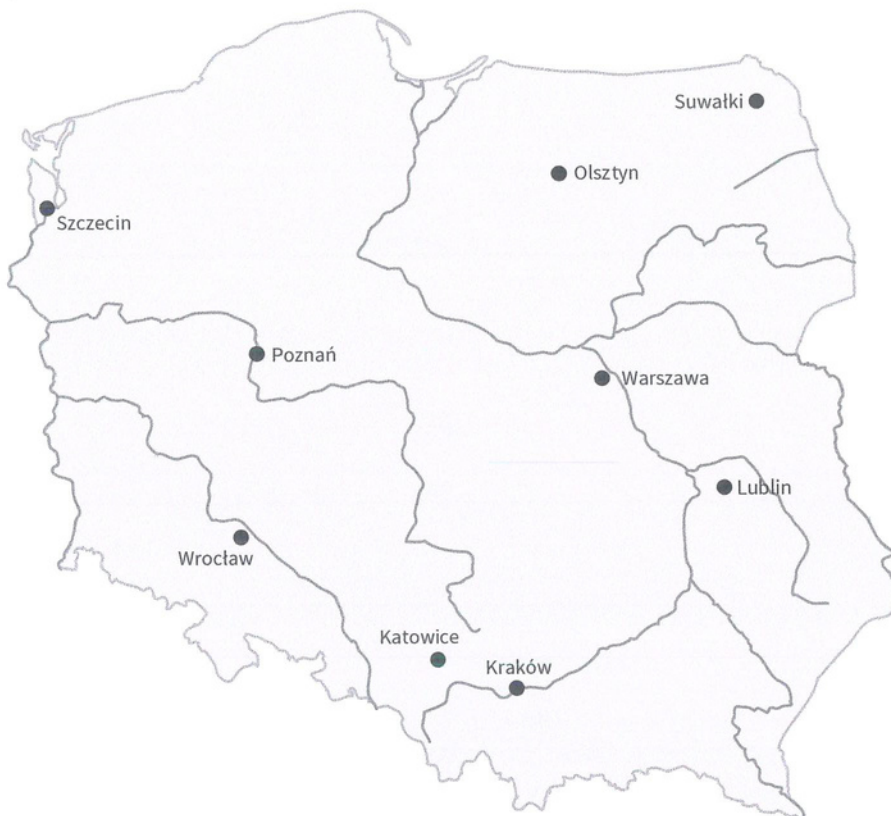 Suwałki
Olsztyn
Szczecin
Poznań
Warszawa
Lublin
Wrocław
Katowice
Kraków